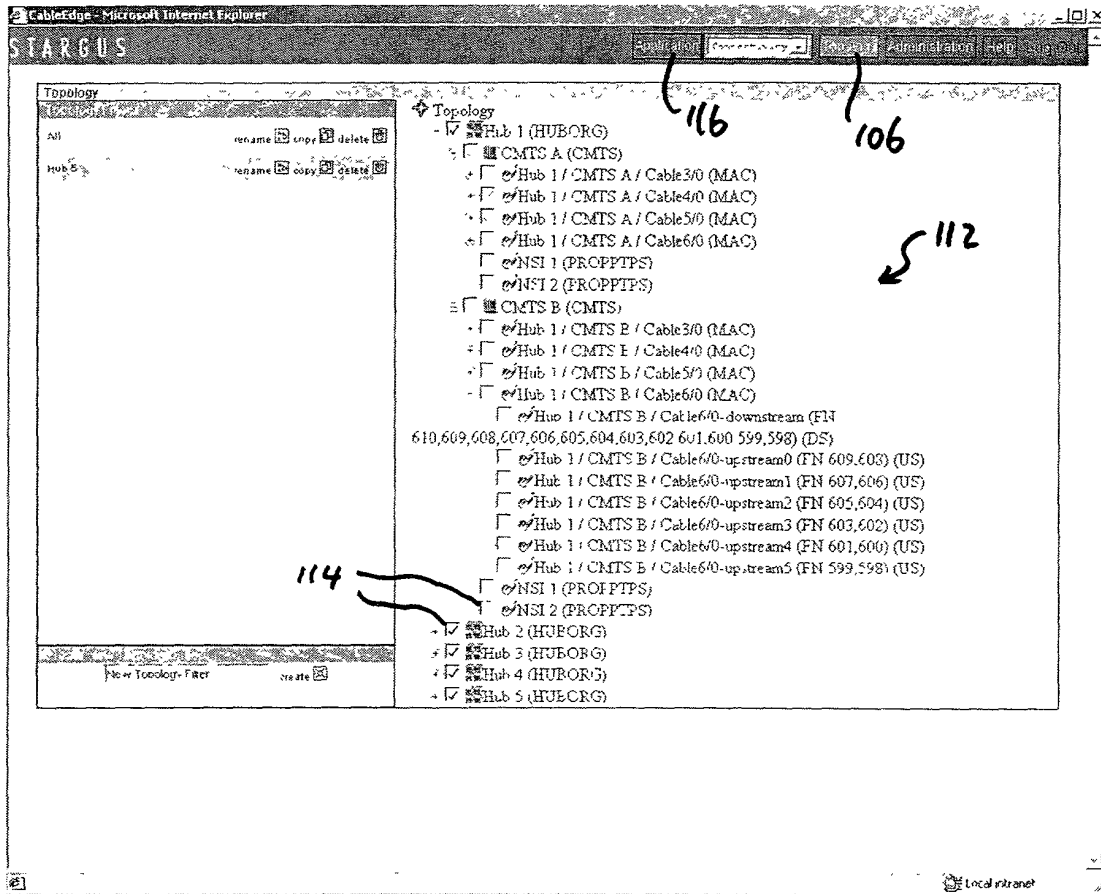 CableEdge - Microsoft Internet Explorer
STARGUS
Application Topology Administration Help Log Out
116
106
Topology
All rename copy delete
Hub 5 rename copy delete
New Topology Filter create
Topology
Hub 1 (HUBORG)
CMTS A (CMTS)
Hub 1 / CMTS A / Cable3/0 (MAC)
Hub 1 / CMTS A / Cable4/0 (MAC)
Hub 1 / CMTS A / Cable5/0 (MAC)
Hub 1 / CMTS A / Cable6/0 (MAC)
112
NSI 1 (PROPPTPS)
NSI 2 (PROPPTPS)
CMTS B (CMTS)
Hub 1 / CMTS B / Cable3/0 (MAC)
Hub 1 / CMTS B / Cable4/0 (MAC)
Hub 1 / CMTS B / Cable5/0 (MAC)
Hub 1 / CMTS B / Cable6/0 (MAC)
Hub 1 / CMTS B / Cable6/0-downstream (FN
610,609,608,607,606,605,604,603,602 601,600 599,598) (DS)
Hub 1 / CMTS B / Cable6/0-upstream0 (FN 609,608) (US)
Hub 1 / CMTS B / Cable6/0-upstream1 (FN 607,606) (US)
Hub 1 / CMTS B / Cable6/0-upstream2 (FN 605,604) (US)
Hub 1 / CMTS B / Cable6/0-upstream3 (FN 603,602) (US)
Hub 1 / CMTS B / Cable6/0-upstream4 (FN 601,600) (US)
Hub 1 / CMTS B / Cable6/0-upstream5 (FN 599,598) (US)
114
NSI 1 (PROPPTPS)
NSI 2 (PROPPTPS)
Hub 2 (HUBORG)
Hub 3 (HUBORG)
Hub 4 (HUBORG)
Hub 5 (HUBORG)
Local intranet